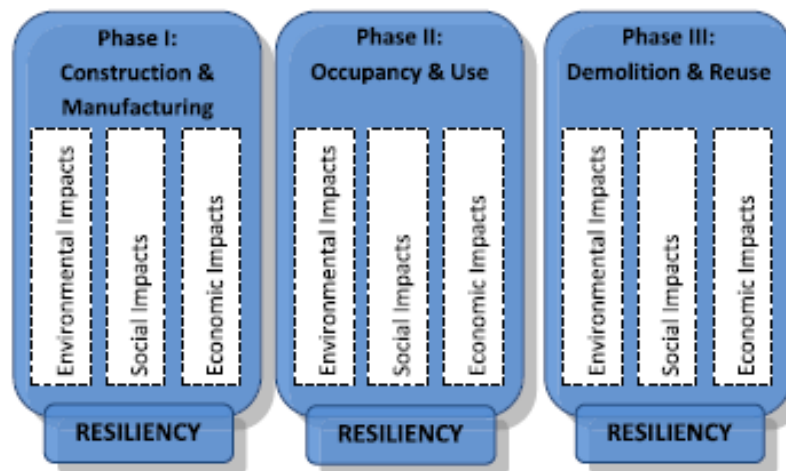 Phase I:
Construction &
Manufacturing
Environmental Impacts
Social Impacts
Economic Impacts
RESILIENCY
Phase II:
Occupancy & Use
Environmental Impacts
Social Impacts
Economic Impacts
RESILIENCY
Phase III:
Demolition & Reuse
Environmental Impacts
Social Impacts
Economic Impacts
RESILIENCY